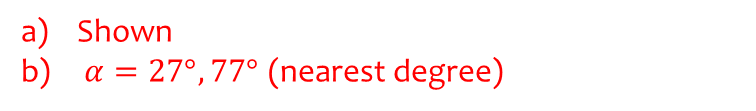 a) Shown
b) α = 27°, 77° (nearest degree)